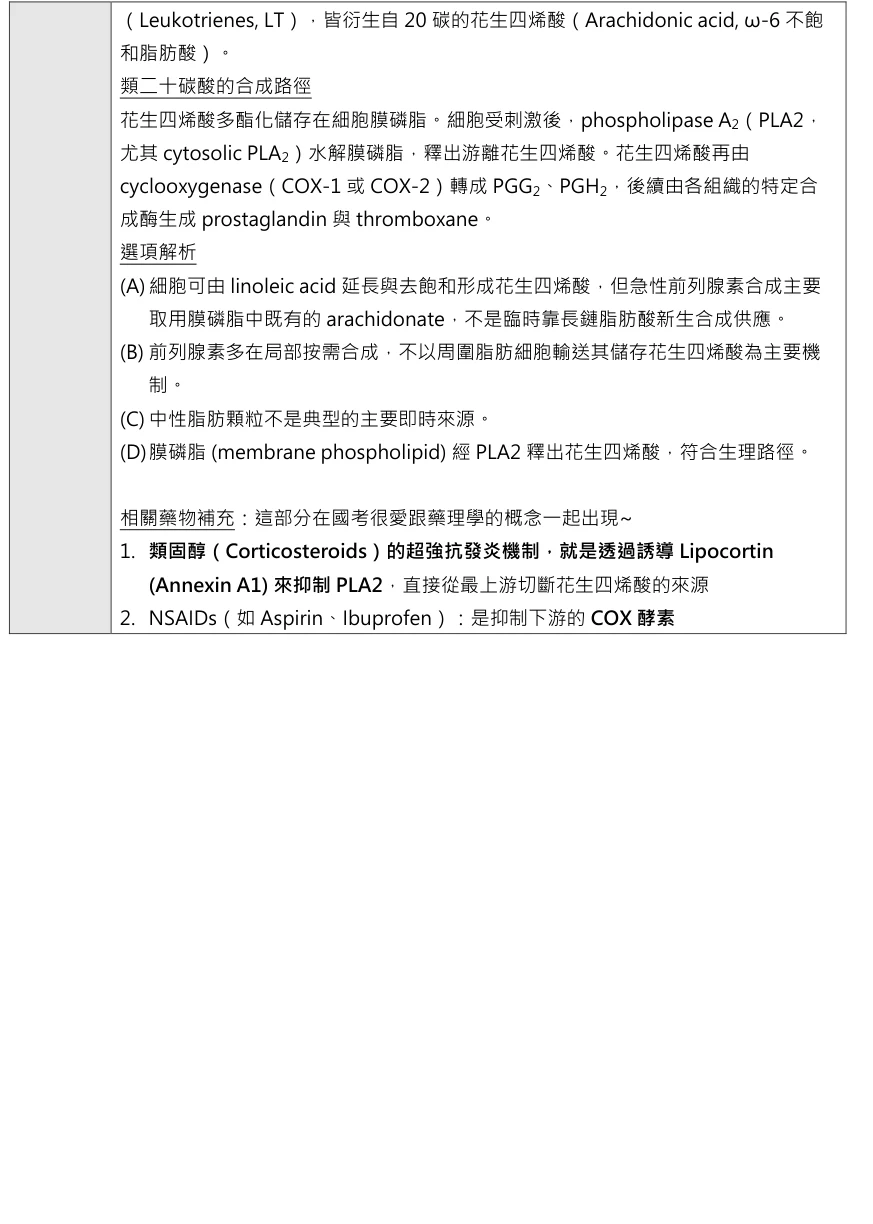 （Leukotrienes, LT），皆衍生自 20 碳的花生四烯酸（Arachidonic acid, ω-6 不飽
和脂肪酸）。
類二十碳酸的合成路徑
花生四烯酸多酯化儲存在細胞膜磷脂。細胞受刺激後，phospholipase A₂（PLA2，
尤其 cytosolic PLA₂）水解膜磷脂，釋出游離花生四烯酸。花生四烯酸再由
cyclooxygenase（COX-1 或 COX-2）轉成 PGG₂、PGH₂，後續由各組織的特定合
成酶生成 prostaglandin 與 thromboxane。
選項解析
(A) 細胞可由 linoleic acid 延長與去飽和形成花生四烯酸，但急性前列腺素合成主要
取用膜磷脂中既有的 arachidonate，不是臨時靠長鏈脂肪酸新生合成供應。
(B) 前列腺素多在局部按需合成，不以周圍脂肪細胞輸送其儲存花生四烯酸為主要機
制。
(C) 中性脂肪顆粒不是典型的主要即時來源。
(D) 膜磷脂 (membrane phospholipid) 經 PLA2 釋出花生四烯酸，符合生理路徑。
相關藥物補充：這部分在國考很愛跟藥理學的概念一起出現~
1. 類固醇（Corticosteroids）的超強抗發炎機制，就是透過誘導 Lipocortin
(Annexin A1) 來抑制 PLA2，直接從最上游切斷花生四烯酸的來源
2. NSAIDs（如 Aspirin、Ibuprofen）：是抑制下游的 COX 酵素